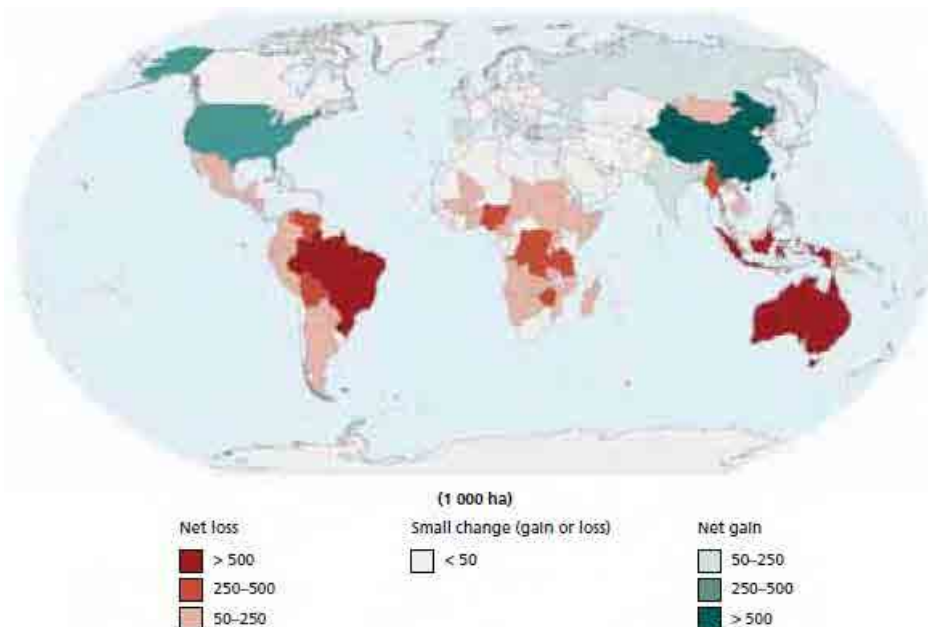 (1 000 ha)
Net loss
> 500
250–500
50–250
Small change (gain or loss)
< 50
Net gain
50–250
250–500
> 500